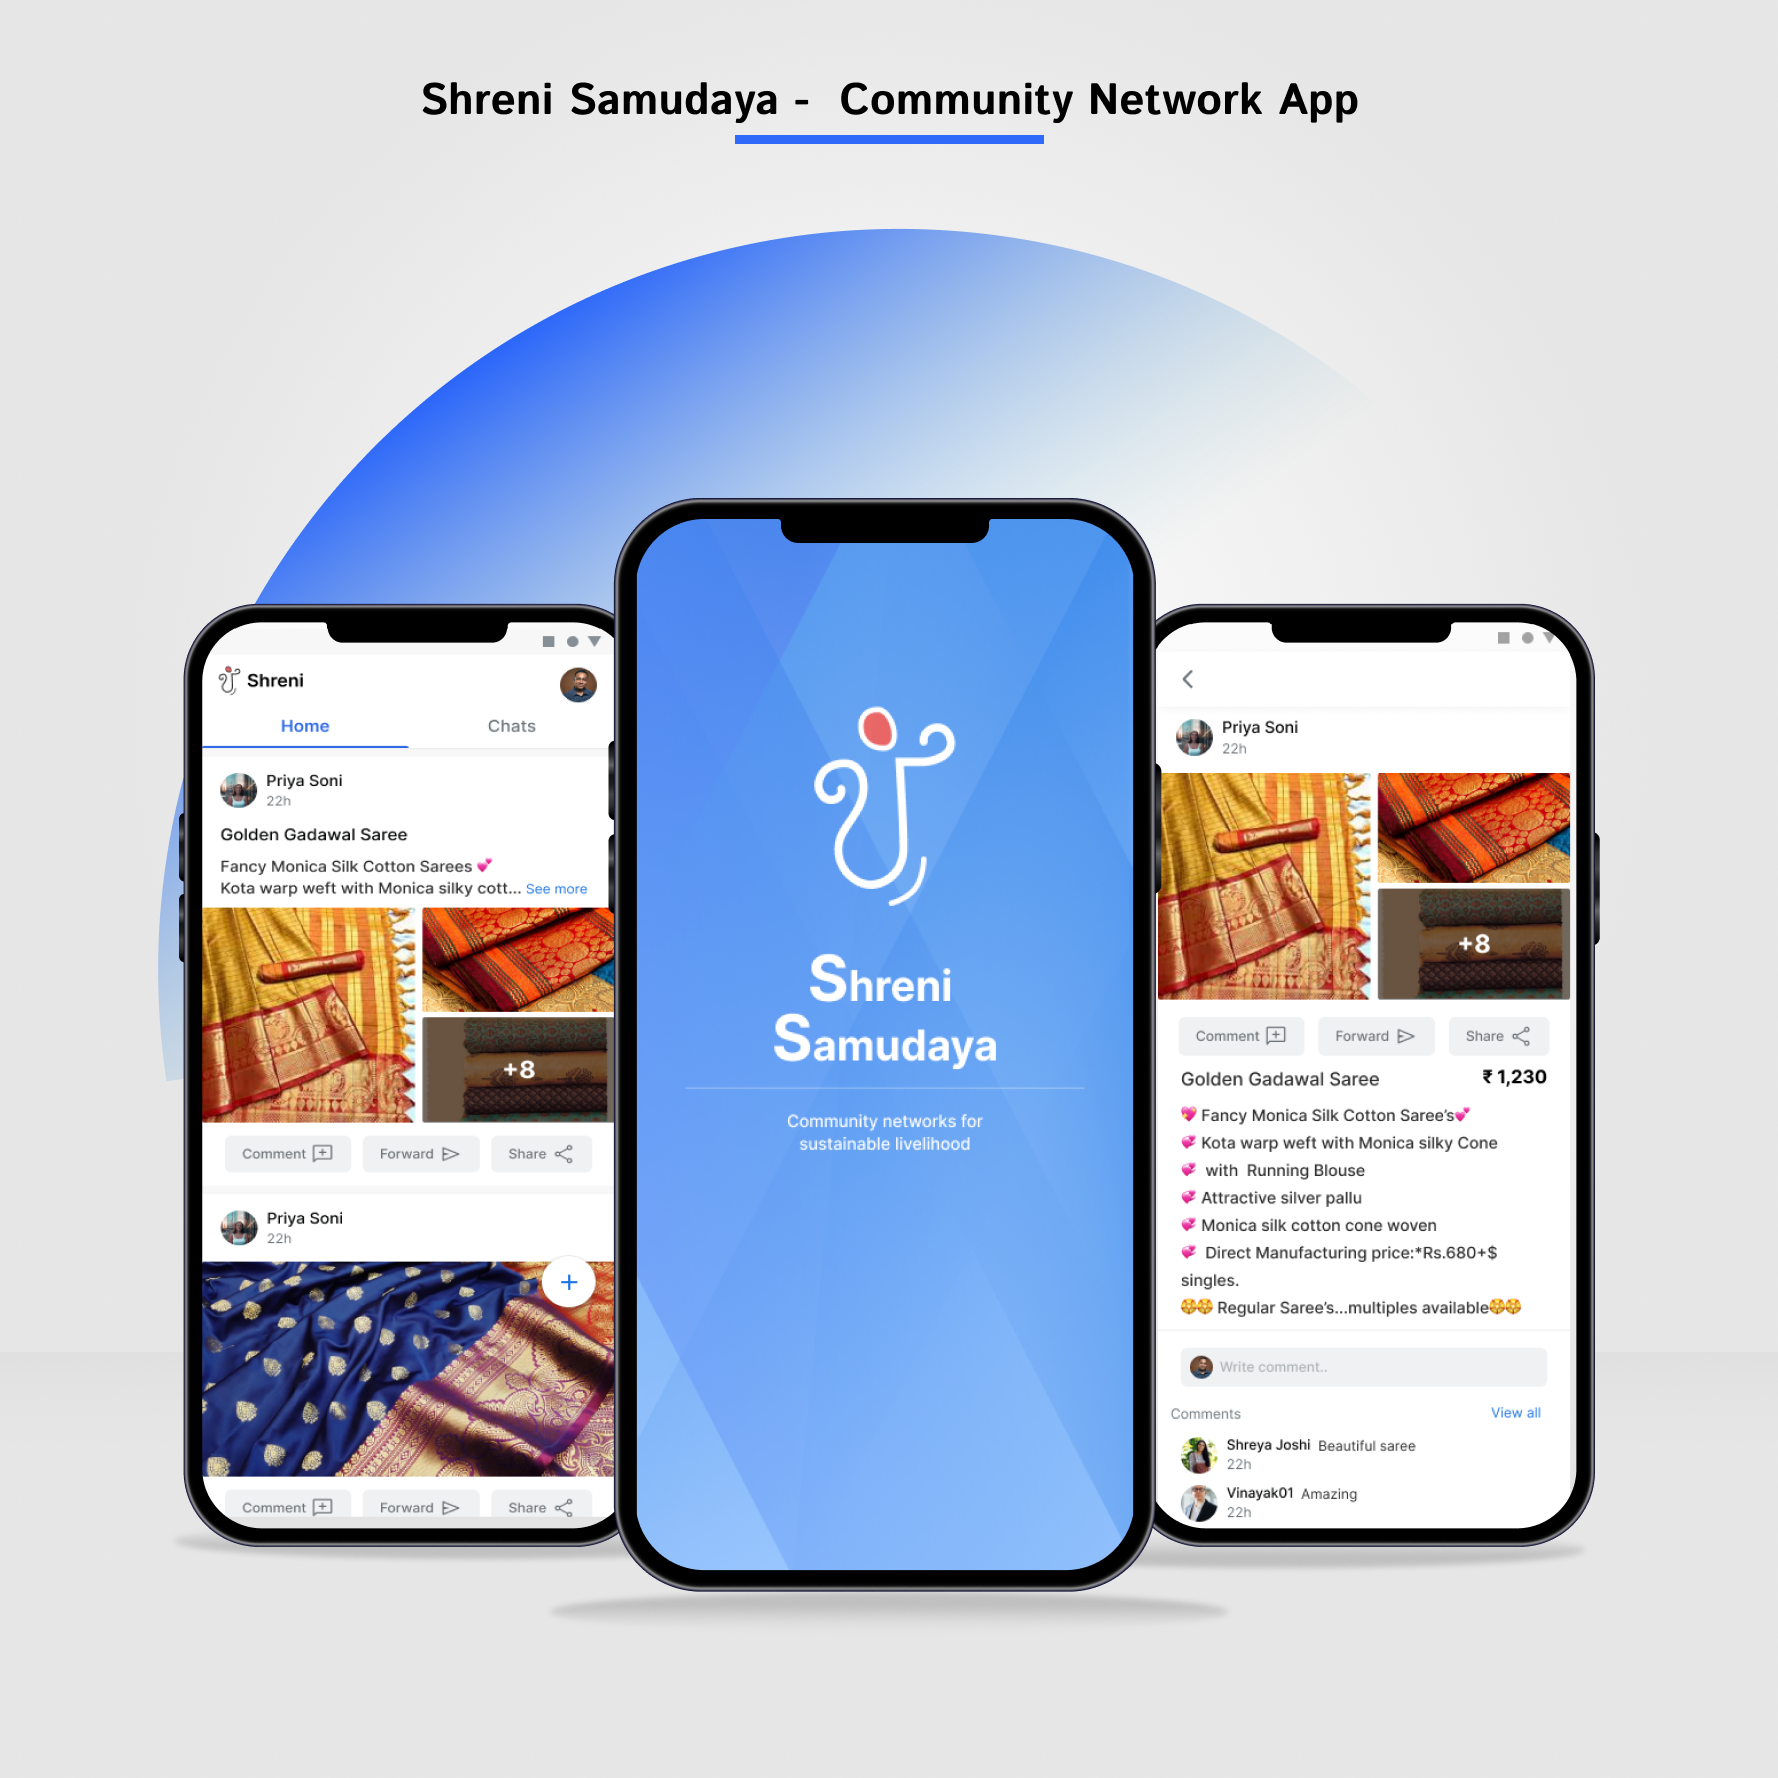 Shreni Samudaya - Community Network App
Shreni
Home Chats
Priya Soni
22h
Golden Gadawal Saree
Fancy Monica Silk Cotton Sarees 💕
Kota warp weft with Monica silky cott... See more
+8
Comment Forward Share
Priya Soni
22h
+
Comment Forward Share
Shreni
Samudaya
Community networks for
sustainable livelihood
Priya Soni
22h
+8
Comment Forward Share
Golden Gadawal Saree ₹ 1,230
💖 Fancy Monica Silk Cotton Saree's💕
💞 Kota warp weft with Monica silky Cone
💞 with Running Blouse
💞 Attractive silver pallu
💞 Monica silk cotton cone woven
💞 Direct Manufacturing price:*Rs.680+$
singles.
🥰🥰 Regular Saree's...multiples available🥰🥰
Write comment..
Comments View all
Shreya Joshi Beautiful saree
22h
Vinayak01 Amazing
22h